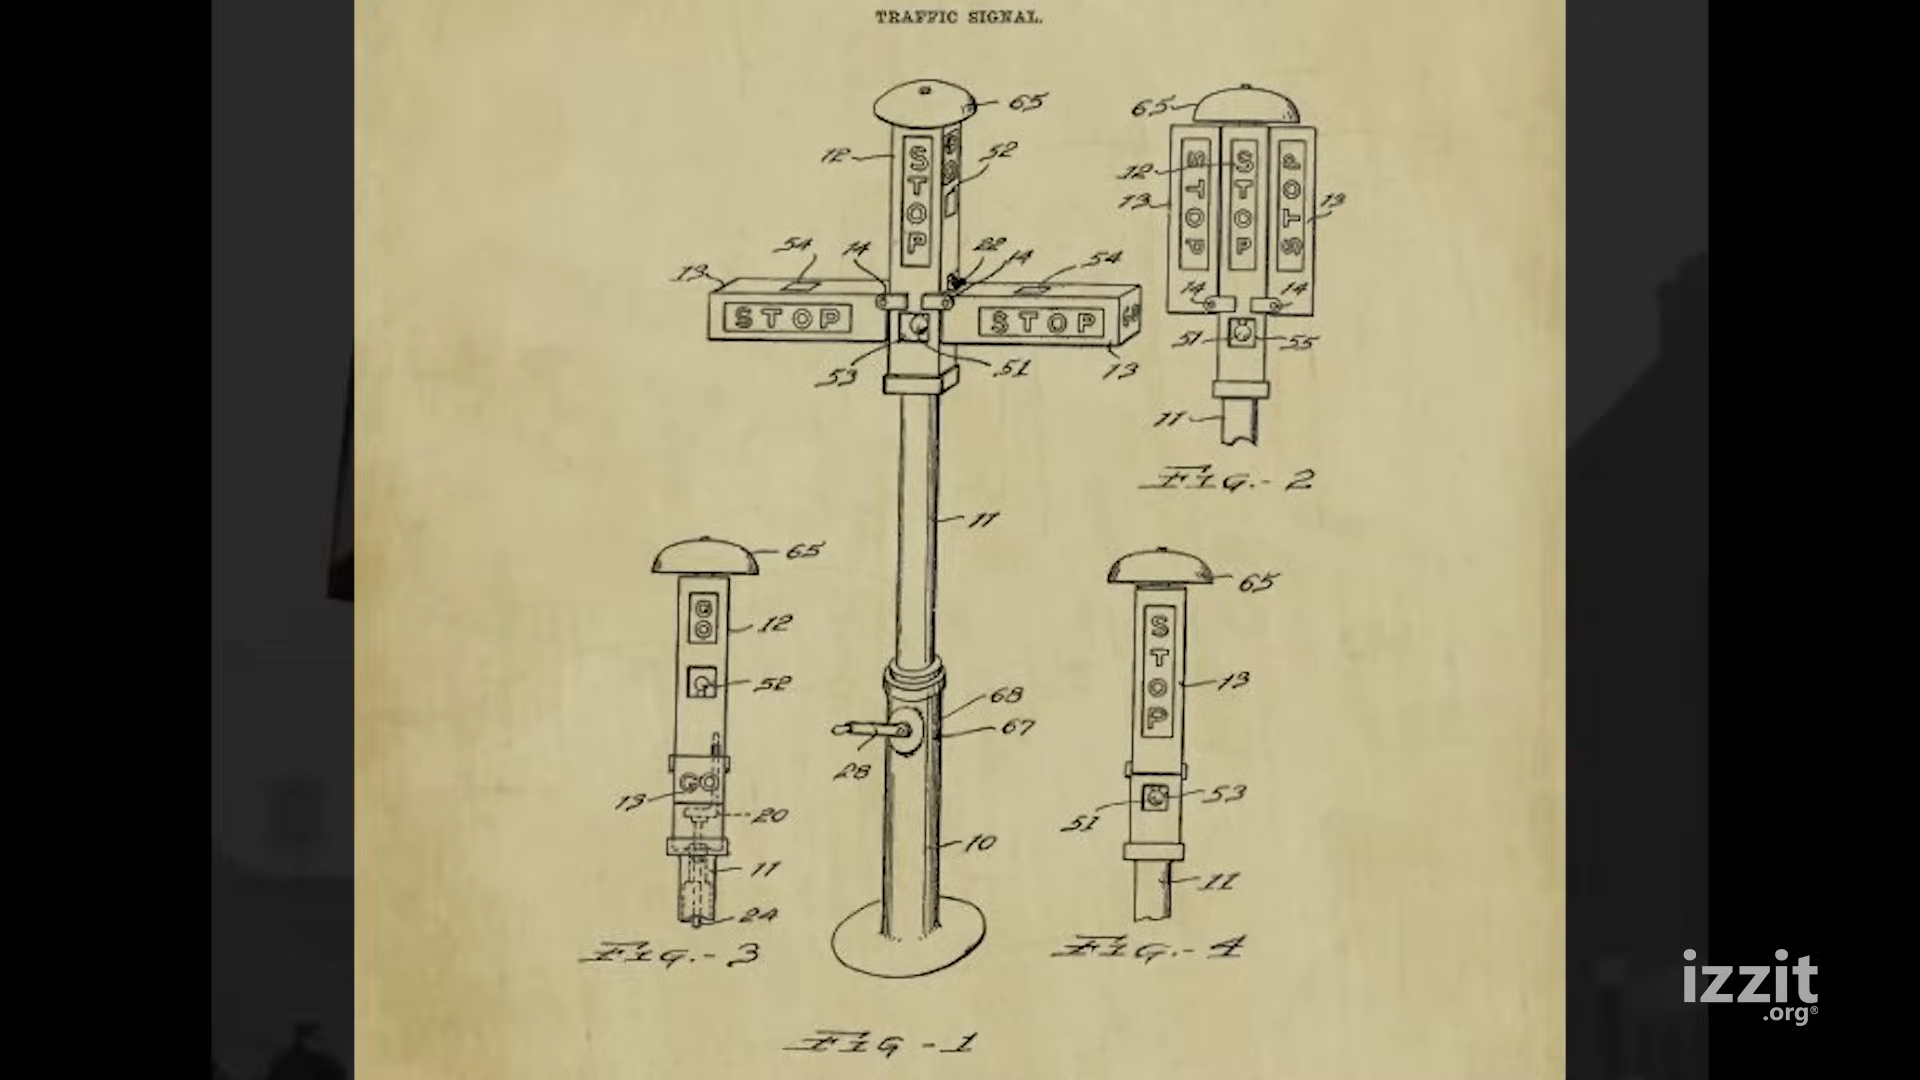 TRAFFIC SIGNAL.
65
12
STOP
GO
52
54
14
22
14
54
13
STOP
STOP
53
51
13
11
68
67
28
10
FIG-1
65
12
13
STOP
STOP
STOP
13
14
14
51
55
11
FIG.-2
65
GO
12
52
GO
13
20
11
24
FIG.-3
65
STOP
13
53
51
11
FIG.-4
izzit
.org®